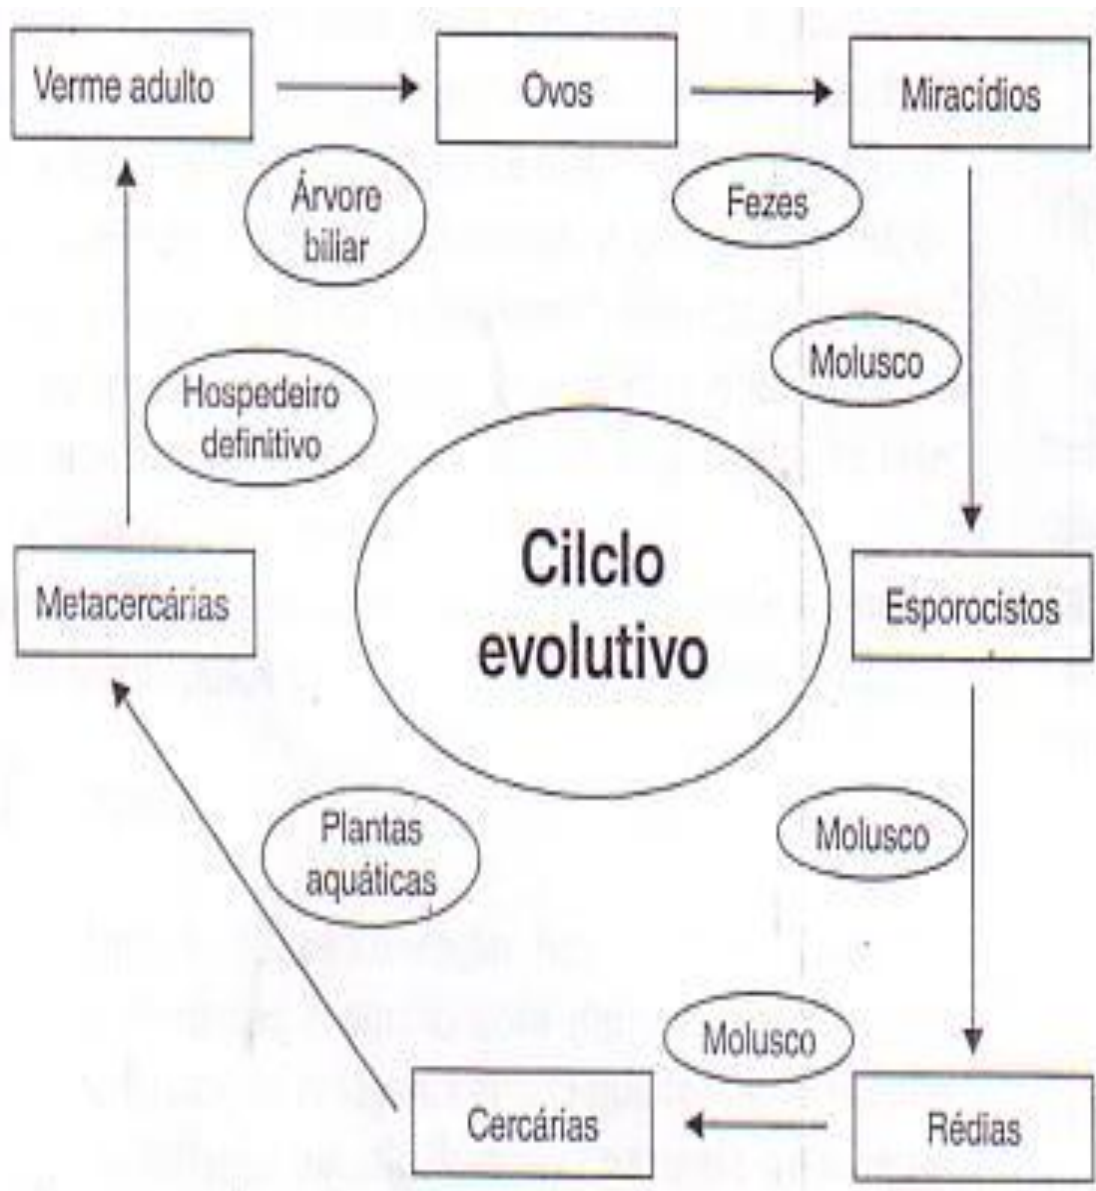 Verme adulto
Ovos
Miracídios
Árvore
biliar
Fezes
Molusco
Hospedeiro
definitivo
Cilclo
evolutivo
Metacercárias
Esporocistos
Plantas
aquáticas
Molusco
Molusco
Cercárias
Rédias